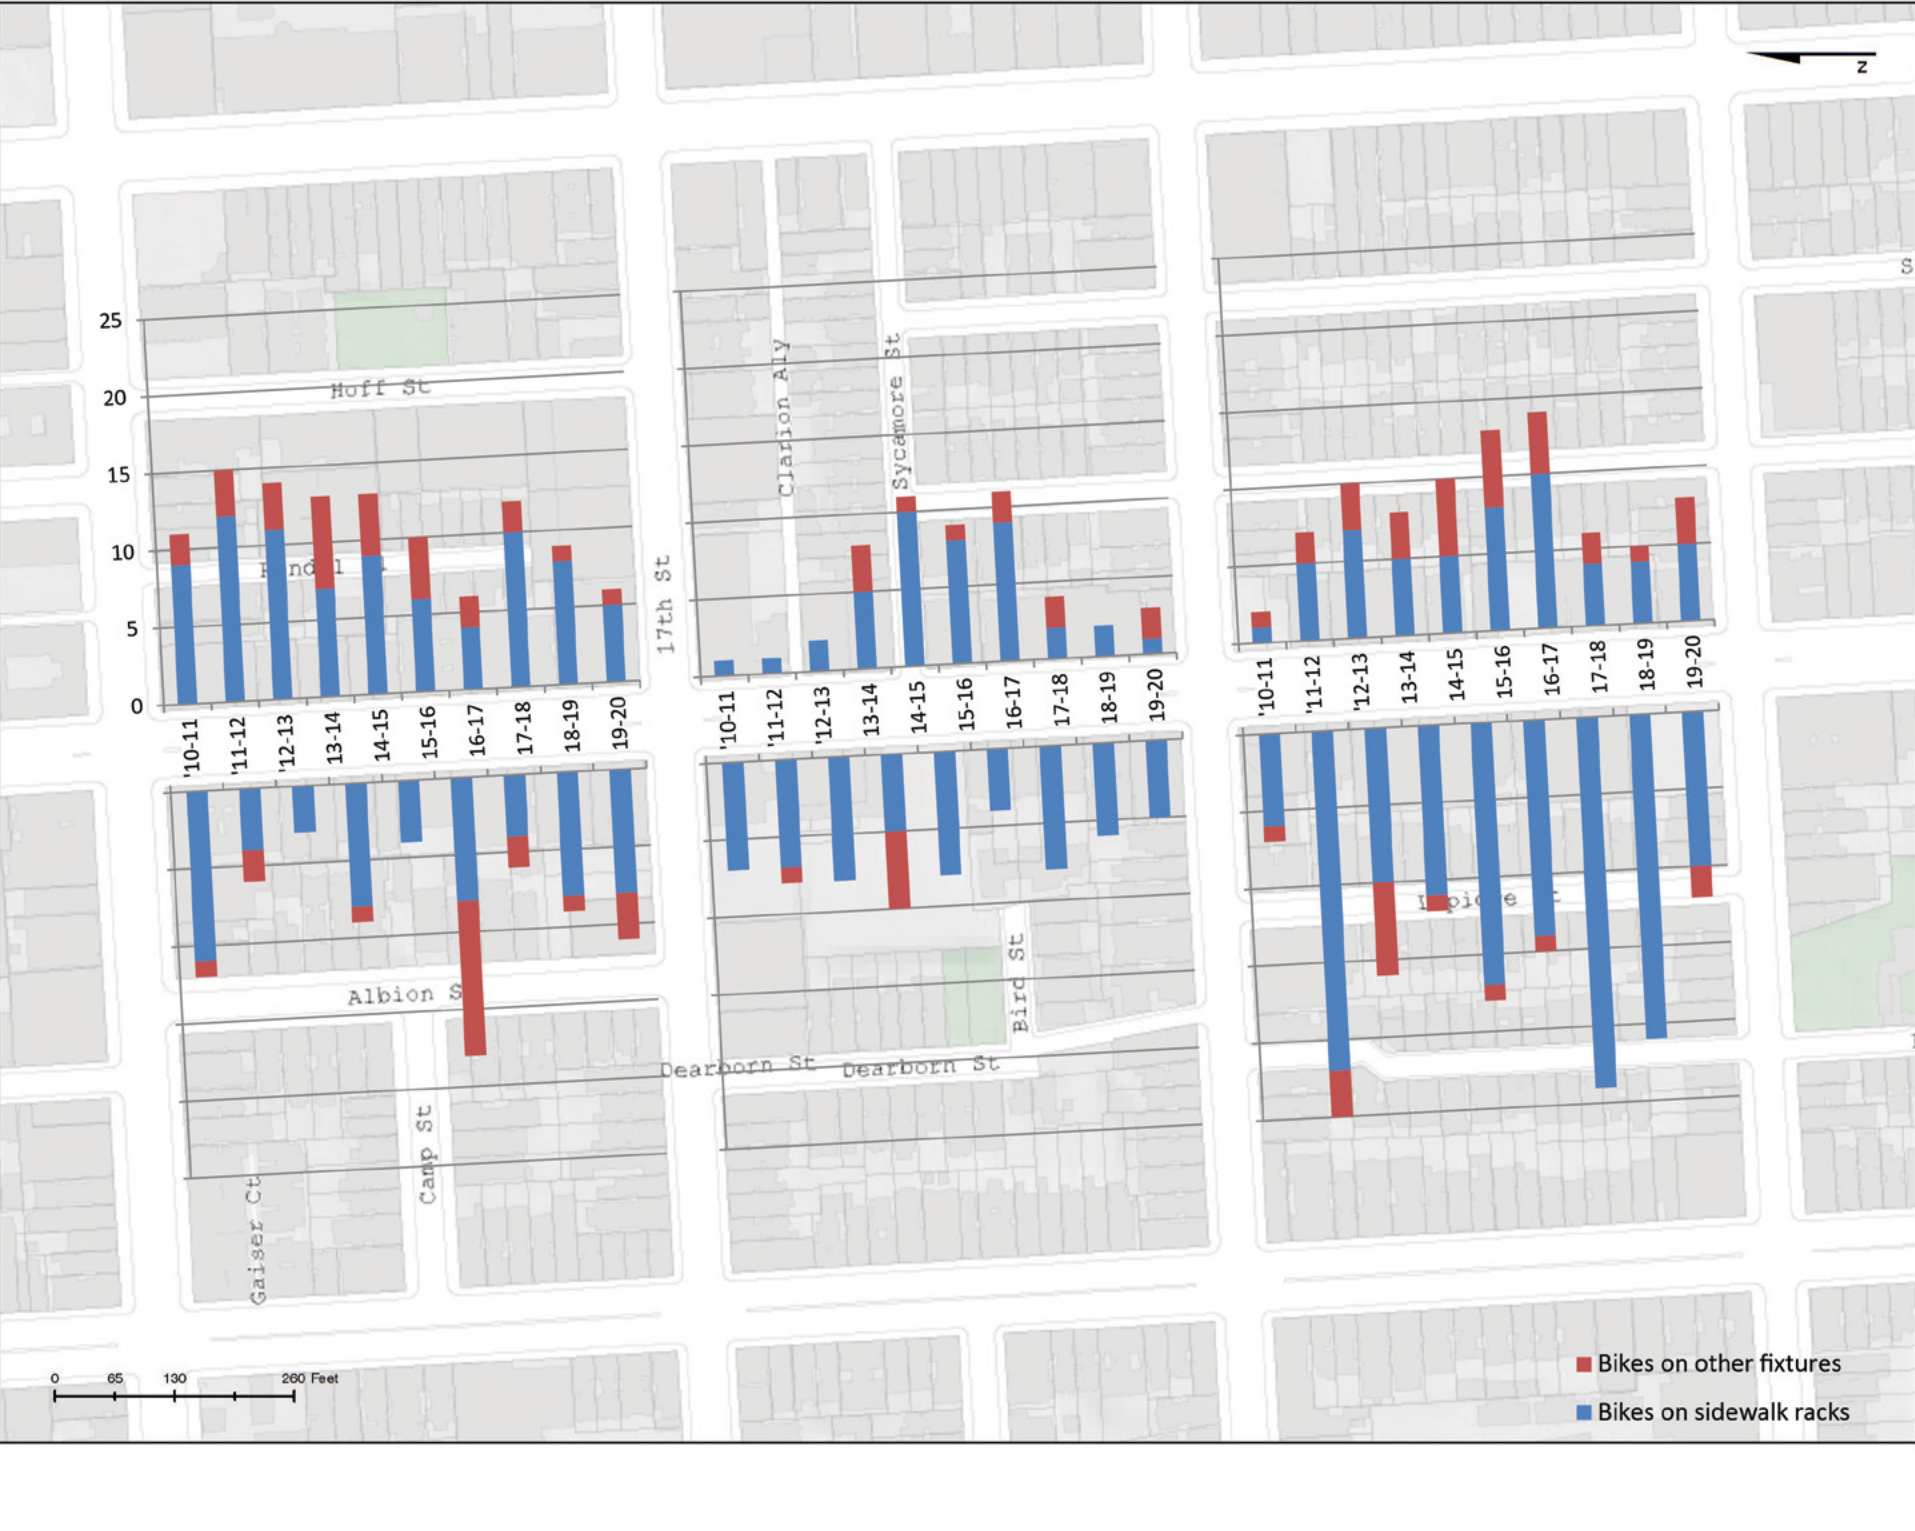 z
S
25
20
15
10
5
0
Hoff St
17th St
Clarion Aly
Sycamore St
'10-11
'11-12
'12-13
13-14
14-15
15-16
16-17
17-18
18-19
19-20
'10-11
'11-12
'12-13
13-14
14-15
15-16
16-17
17-18
18-19
19-20
'10-11
'11-12
'12-13
13-14
14-15
15-16
16-17
17-18
18-19
19-20
Albion S
Bird St
Dearborn St
Dearborn St
Camp St
Gaiser Ct
0 65 130 260 Feet
Bikes on other fixtures
Bikes on sidewalk racks